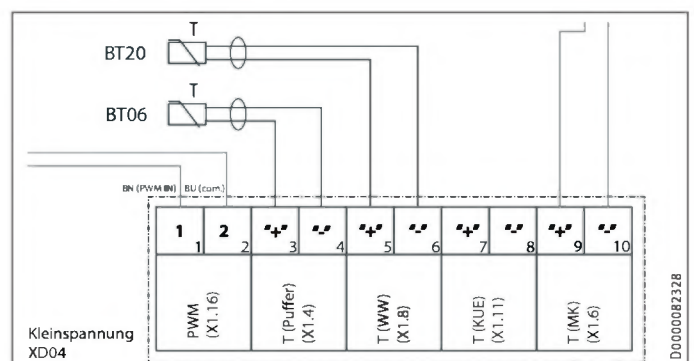 T
BT20
T
BT06
BN (PWM IN) BU (com.)
1 2 "+" "-" "+" "-" "+" "-" "+" "-"
1 2 3 4 5 6 7 8 9 10
PWM
(X1.16)
T (Puffer)
(X1.4)
T (WW)
(X1.8)
T (KUE)
(X1.11)
T (MK)
(X1.6)
Kleinspannung
XD04
D0000082328